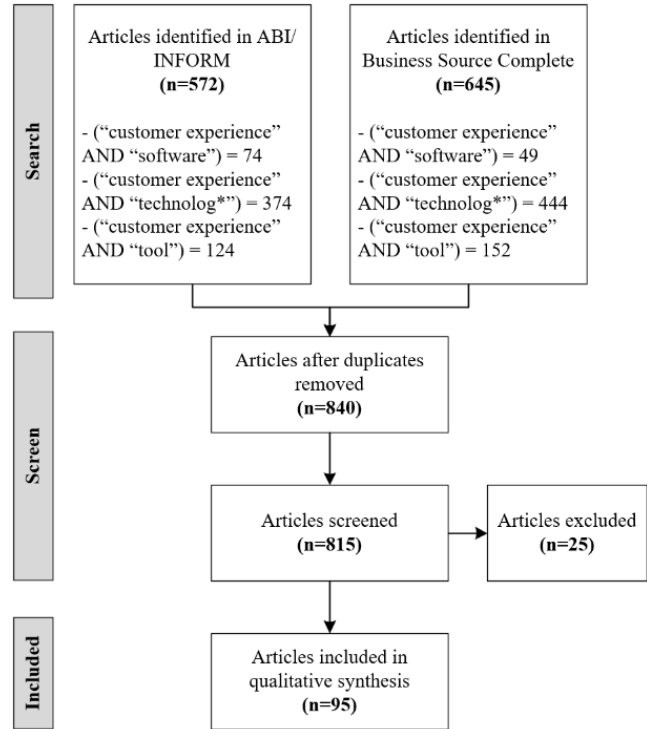 Search
Articles identified in ABI/
INFORM
(n=572)
- (“customer experience”
AND “software”) = 74
- (“customer experience”
AND “technolog*”) = 374
- (“customer experience”
AND “tool”) = 124
Articles identified in
Business Source Complete
(n=645)
- (“customer experience”
AND “software”) = 49
- (“customer experience”
AND “technolog*”) = 444
- (“customer experience”
AND “tool”) = 152
Screen
Articles after duplicates
removed
(n=840)
Articles screened
(n=815)
Articles excluded
(n=25)
Included
Articles included in
qualitative synthesis
(n=95)